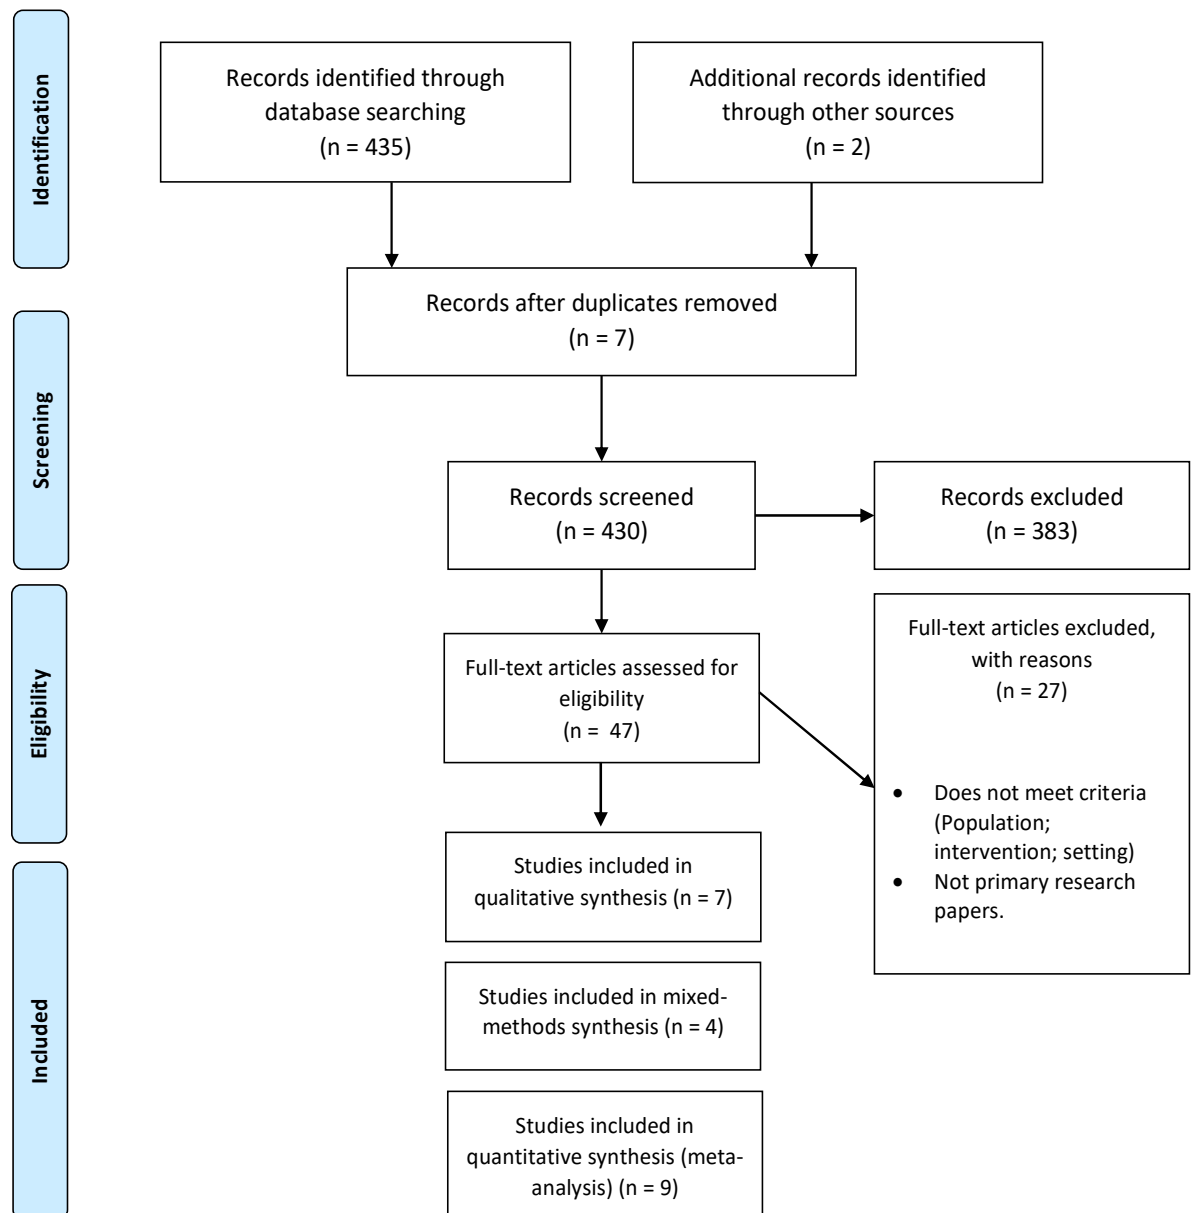 Identification
Records identified through
database searching
(n = 435)
Additional records identified
through other sources
(n = 2)
Records after duplicates removed
(n = 7)
Screening
Records screened
(n = 430)
Records excluded
(n = 383)
Eligibility
Full-text articles assessed for
eligibility
(n =  47)
Full-text articles excluded,
with reasons
(n = 27)
• Does not meet criteria
(Population;
intervention; setting)
• Not primary research
papers.
Included
Studies included in
qualitative synthesis (n = 7)
Studies included in mixed-
methods synthesis (n = 4)
Studies included in
quantitative synthesis (meta-
analysis) (n = 9)